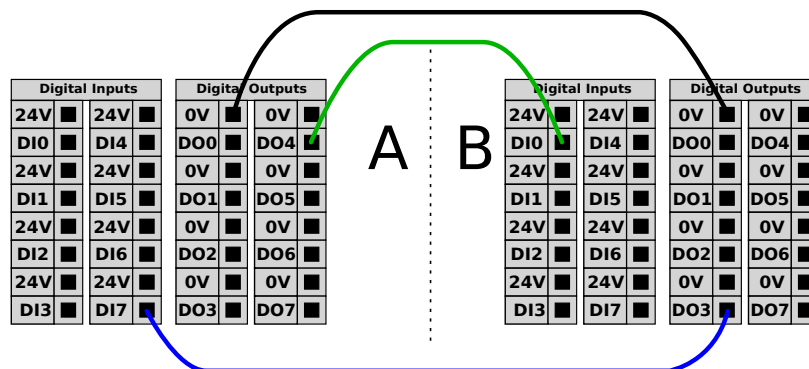 Digital Inputs Digital Outputs Digital Inputs Digital Outputs
24V 24V 0V 0V 24V 24V 0V 0V
DI0 DI4 DO0 DO4 A B DI0 DI4 DO0 DO4
24V 24V 0V 0V 24V 24V 0V 0V
DI1 DI5 DO1 DO5 DI1 DI5 DO1 DO5
24V 24V 0V 0V 24V 24V 0V 0V
DI2 DI6 DO2 DO6 DI2 DI6 DO2 DO6
24V 24V 0V 0V 24V 24V 0V 0V
DI3 DI7 DO3 DO7 DI3 DI7 DO3 DO7